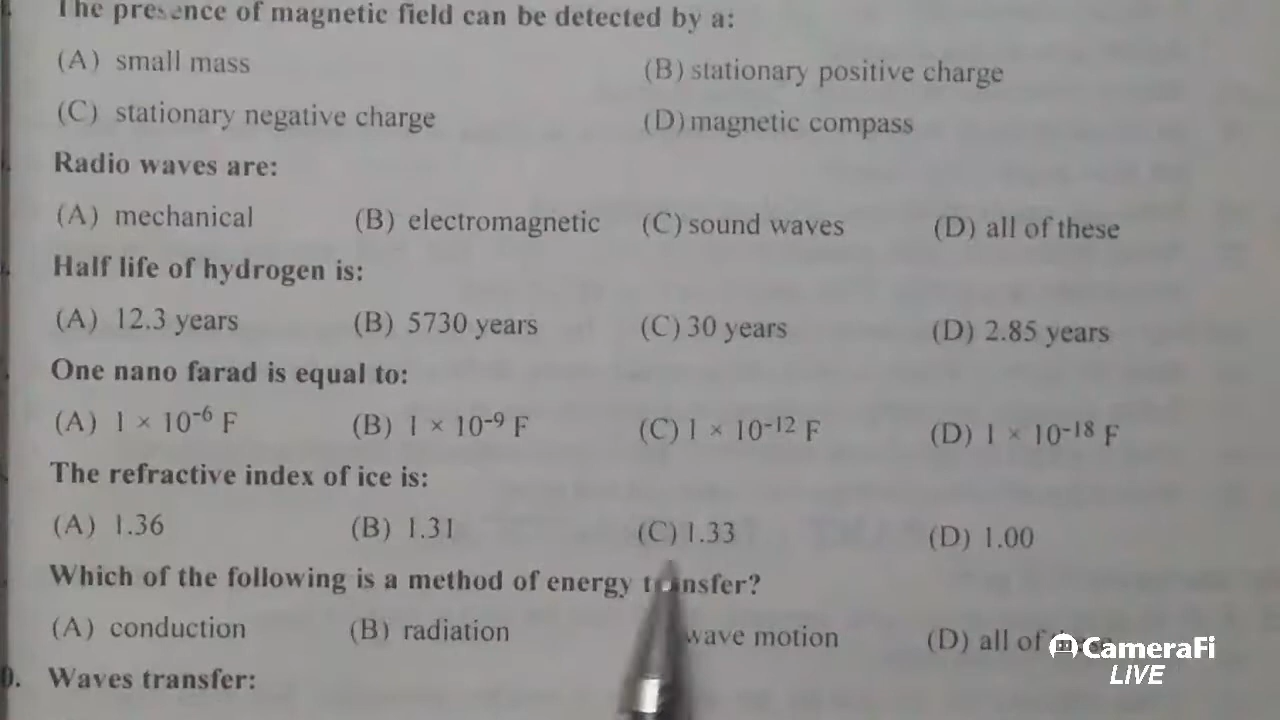 The presence of magnetic field can be detected by a:
(A) small mass (B) stationary positive charge
(C) stationary negative charge (D) magnetic compass
Radio waves are:
(A) mechanical (B) electromagnetic (C) sound waves (D) all of these
Half life of hydrogen is:
(A) 12.3 years (B) 5730 years (C) 30 years (D) 2.85 years
One nano farad is equal to:
(A) 1 × 10⁻⁶ F (B) 1 × 10⁻⁹ F (C) 1 × 10⁻¹² F (D) 1 × 10⁻¹⁸ F
The refractive index of ice is:
(A) 1.36 (B) 1.31 (C) 1.33 (D) 1.00
Which of the following is a method of energy transfer?
(A) conduction (B) radiation wave motion (D) all of
CameraFi
LIVE
0. Waves transfer: